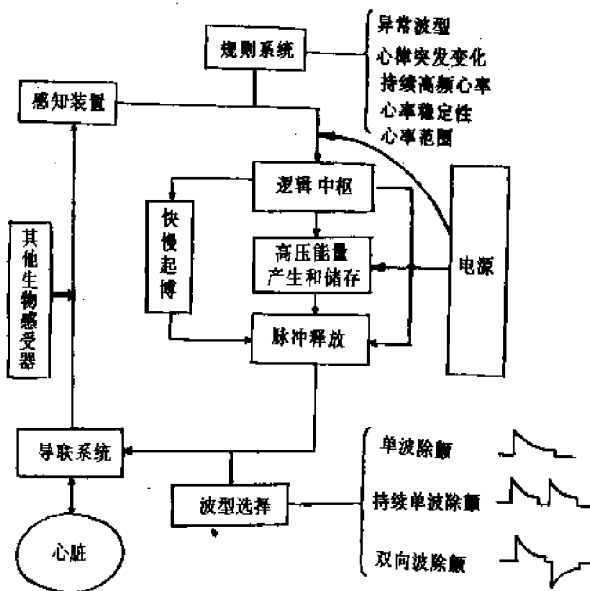 异常波型
规则系统
心律突发变化
感知装置
持续高频心率
心率稳定性
心率范围
逻辑中枢
快慢起博
其他生物感受器
高压能量
产生和储存
电源
脉冲释放
导联系统
单波除颤
波型选择
持续单波除颤
心脏
双向波除颤